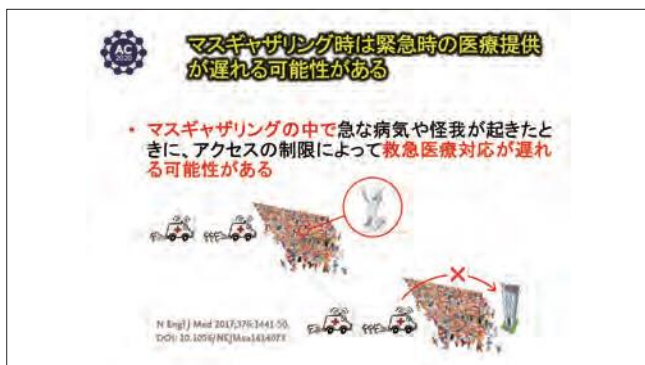 AC
2020
マスギャザリング時は緊急時の医療提供
が遅れる可能性がある
• マスギャザリングの中で急な病気や怪我が起きたと
きに、アクセスの制限によって救急医療対応が遅れ
る可能性がある
N Engl J Med 2017;376:1441-50.
DOI: 10.1056/NEJMsa1614073